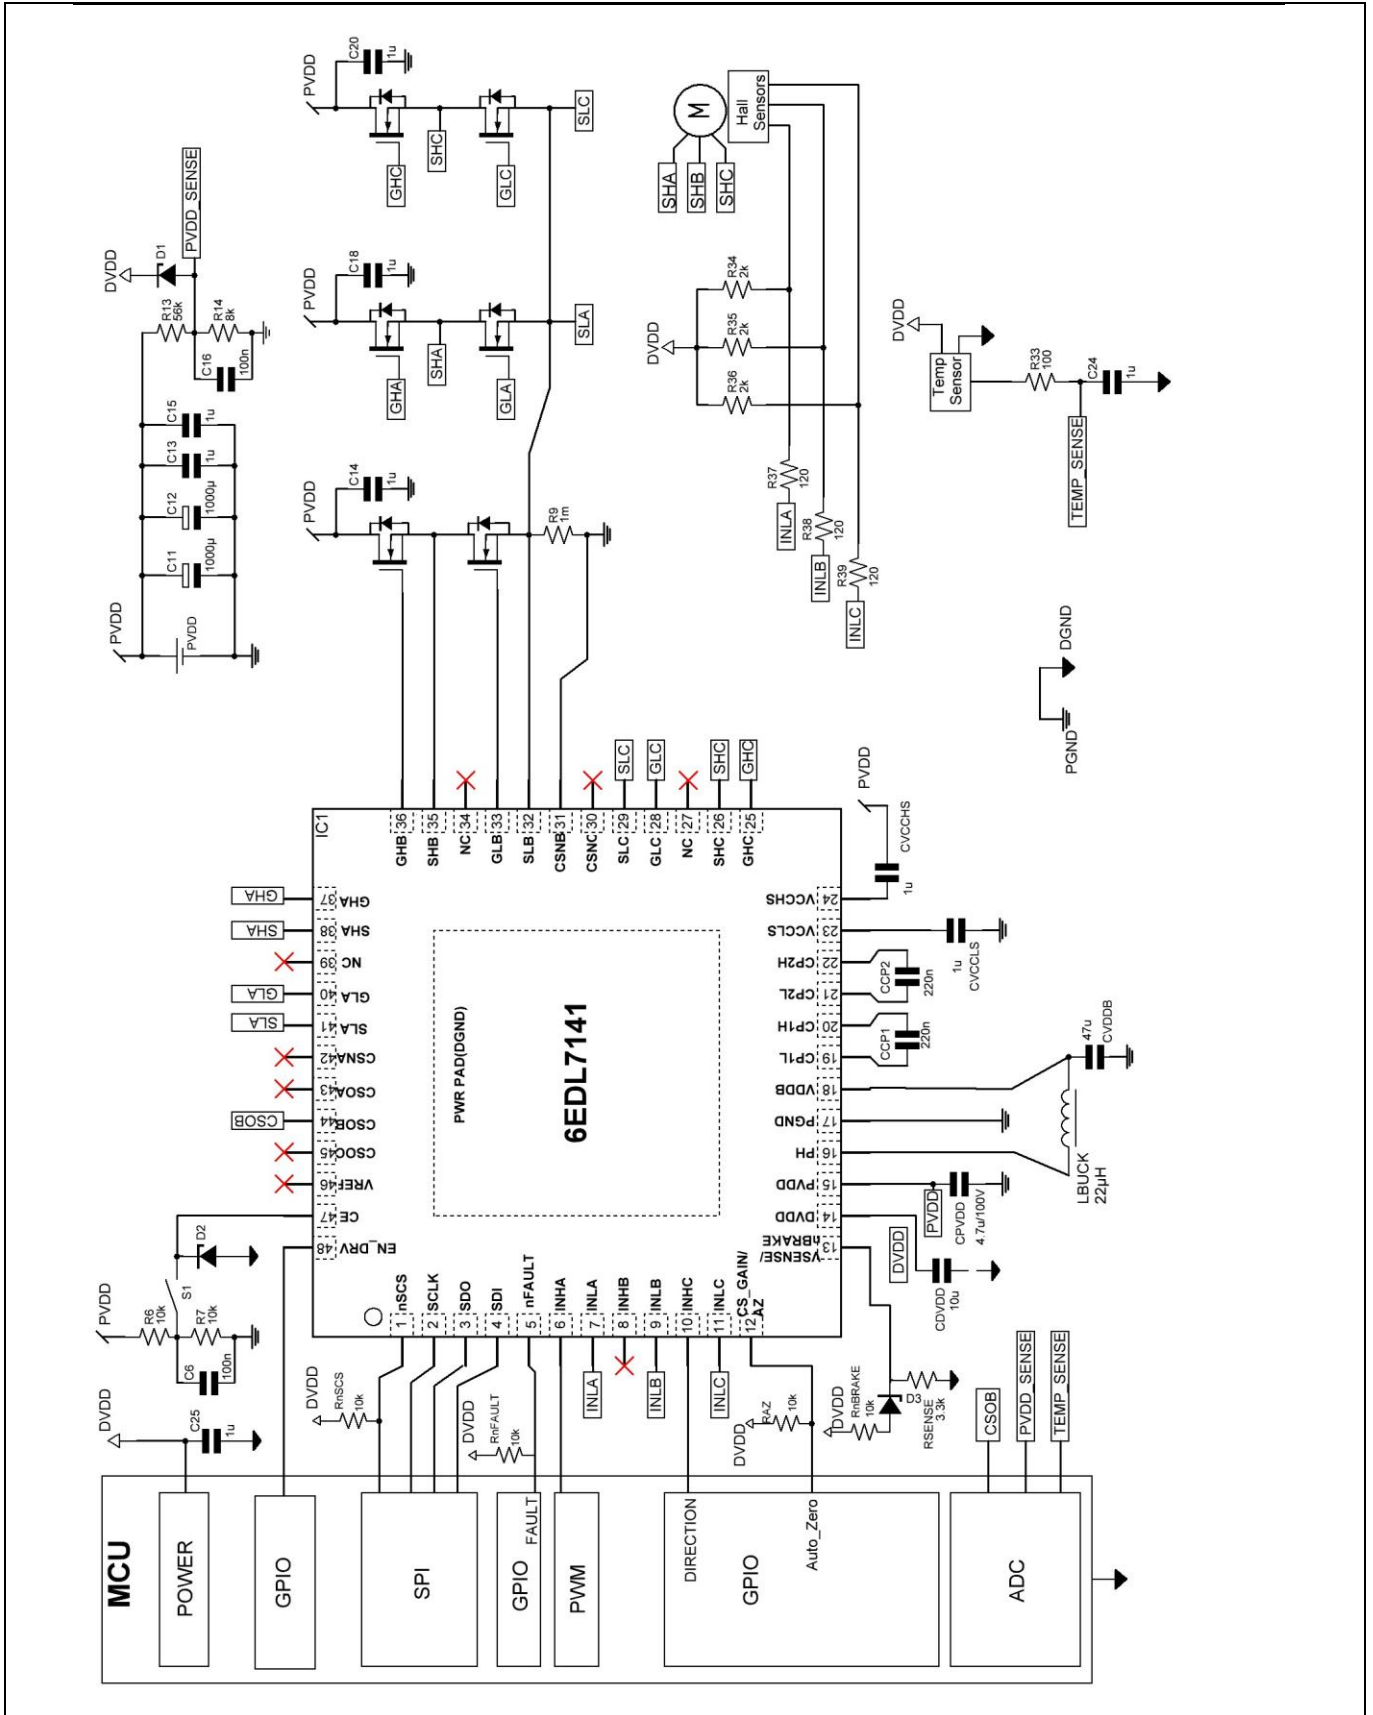 PVDD
C20
1u
GHC
SHC
GLC
SLC
PVDD
C18
1u
GHA
SHA
GLA
SLA
PVDD
C14
1u
R9
1m
DVDD
D1
PVDD_SENSE
R13
56k
R14
8k
C16
100n
C15
1u
C13
1u
C12
1000µ
C11
1000µ
PVDD
PVDD
M
Hall
Sensors
SHA
SHB
SHC
DVDD
R34
2k
R35
2k
R36
2k
R37
120
INLA
R38
120
INLB
R39
120
INLC
DVDD
Temp
Sensor
R33
100
C24
1u
TEMP_SENSE
PGND
DGND
IC1
GHB 36
SHB 35
NC 34
GLB 33
SLB 32
CSNB 31
CSNC 30
SLC 29
GLC 28
NC 27
SHC 26
GHC 25
SLC
GLC
SHC
GHC
GHA
37 GHA
SHA
38 SHA
39 NC
GLA
40 GLA
SLA
41 SLA
42 CSNA
43 CSOA
CSOB
44 CSOB
45 CSOC
46 VREF
47 CE
48 EN_DRV
PWR PAD(DGND)
6EDL7141
VCCHS 24
VCCLS 23
CP2H 22
CP2L 21
CP1H 20
CP1L 19
VDDB 18
PGND 17
PH 16
PVDD 15
DVDD 14
VSENSE/
nBRAKE 13
PVDD
CVCCHS
1u
1u
CVCCLS
CCP2
220n
CCP1
220n
47u
CVDDB
LBUCK
22µH
PVDD
CPVDD
4.7u/100V
DVDD
CDVDD
10u
1 nSCS
2 SCLK
3 SDO
4 SDI
5 nFAULT
6 INHA
7 INLA
8 INHB
9 INLB
10 INHC
11 INLC
12 CS_GAIN/
AZ
INLA
INLB
INLC
PVDD
R6
10k
R7
10k
S1
D2
C6
100n
DVDD
C25
1u
DVDD
RnSCS
10k
DVDD
RnFAULT
10k
DVDD
RAZ
10k
DVDD
RnBRAKE
10k
D3
RSENSE
3.3k
CSOB
PVDD_SENSE
TEMP_SENSE
MCU
POWER
GPIO
SPI
GPIO
FAULT
PWM
DIRECTION
GPIO
Auto_Zero
ADC